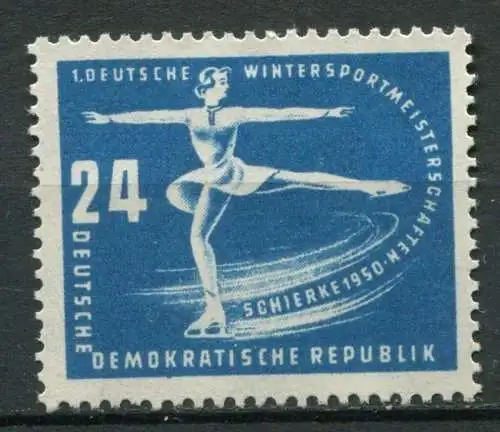 1.DEUTSCHE WINTERSPORTMEISTERSCHAFTEN
SCHIERKE 1950·H·
24
DEUTSCHE
DEMOKRATISCHE REPUBLIK